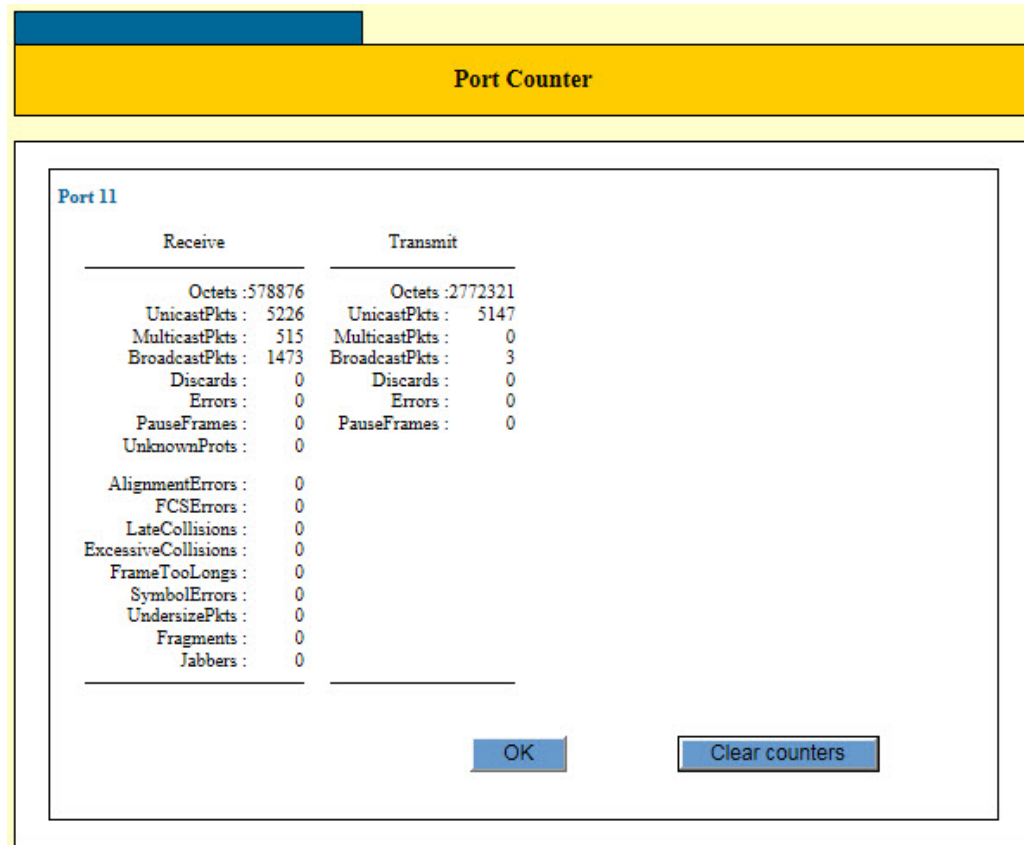 Port Counter
Port 11
Receive Transmit
Octets :578876 Octets :2772321
UnicastPkts : 5226 UnicastPkts : 5147
MulticastPkts : 515 MulticastPkts : 0
BroadcastPkts : 1473 BroadcastPkts : 3
Discards : 0 Discards : 0
Errors : 0 Errors : 0
PauseFrames : 0 PauseFrames : 0
UnknownProts : 0
AlignmentErrors : 0
FCSErrors : 0
LateCollisions : 0
ExcessiveCollisions : 0
FrameTooLongs : 0
SymbolErrors : 0
UndersizePkts : 0
Fragments : 0
Jabbers : 0
OK Clear counters